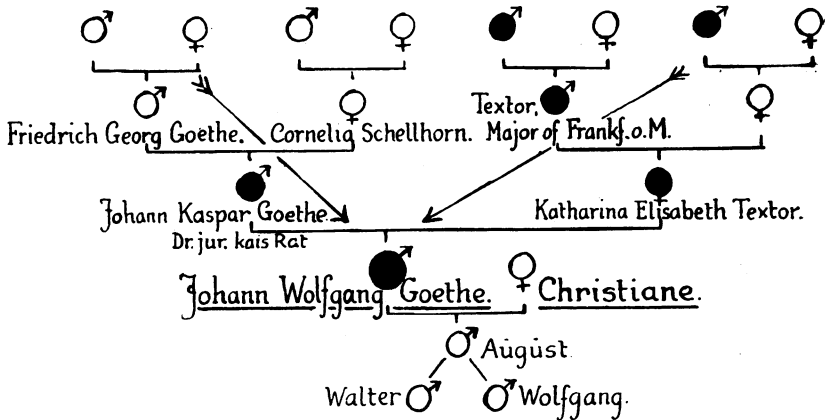 Textor,
Friedrich Georg Goethe. Cornelia Schellhorn. Major of Frankf.o.M.
Johann Kaspar Goethe Katharina Elisabeth Textor.
Dr. jur. kais Rat
Johann Wolfgang Goethe. Christiane.
August
Walter Wolfgang.